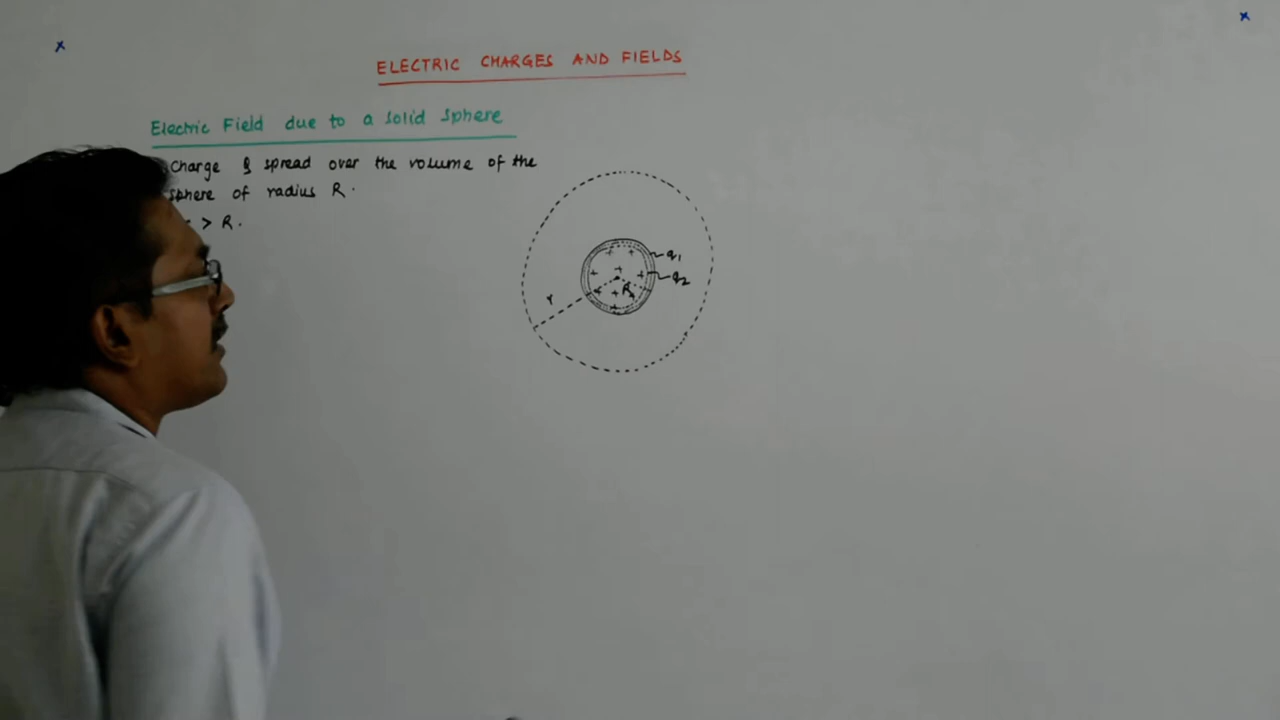 x
x
ELECTRIC CHARGES AND FIELDS
Electric Field due to a solid sphere
Charge Q spread over the volume of the
sphere of radius R.
> R.
q1
q2
R
r